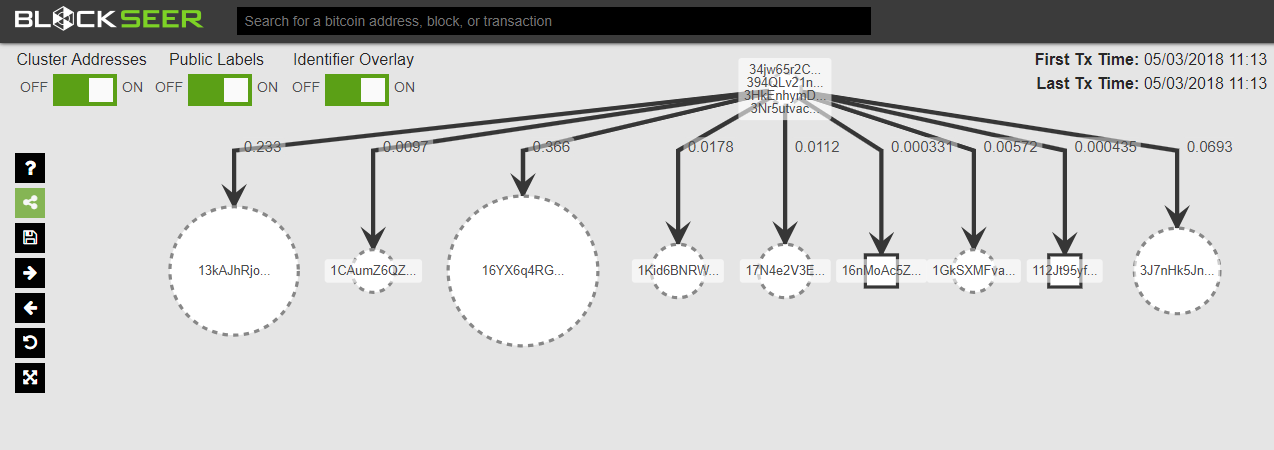 BLOCKSEER
Search for a bitcoin address, block, or transaction
Cluster Addresses Public Labels Identifier Overlay
OFF ON OFF ON OFF ON
First Tx Time: 05/03/2018 11:13
Last Tx Time: 05/03/2018 11:13
34jw65r2C...
394QLv21n...
3HkEnhymD...
3Nr5utvac...
0.233 0.0097 0.366 0.0178 0.0112 0.000331 0.00572 0.000435 0.0693
?
13kAJhRjo... 1CAumZ6QZ... 16YX6q4RG... 1Kjd6BNRW... 17N4e2V3E... 16nMoAc5Z... 1GkSXMFva... 112Jt95yf... 3J7nHk5Jn...